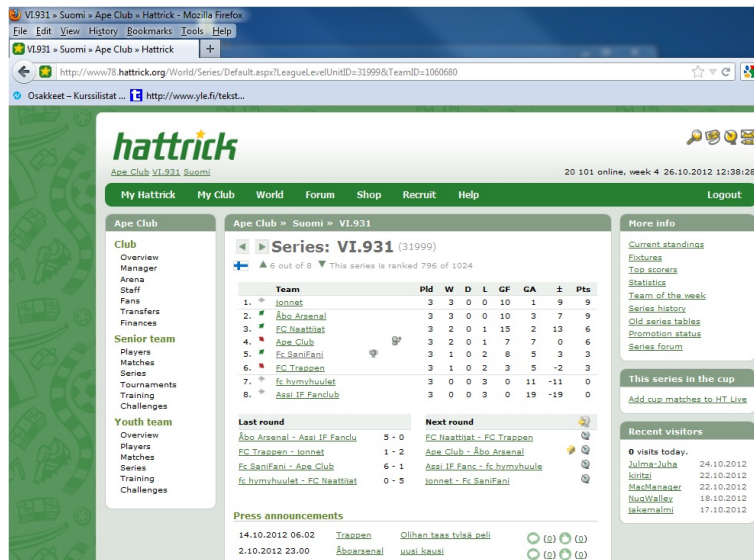 VI.931 » Suomi » Ape Club » Hattrick - Mozilla Firefox
File Edit View History Bookmarks Tools Help
VI.931 » Suomi » Ape Club » Hattrick +
http://www78.hattrick.org/World/Series/Default.aspx?LeagueLevelUnitID=31999&TeamID=1060680
Osakkeet – Kurssilistat ... http://www.yle.fi/tekst...
hattrick
Ape Club VI.931 Suomi
20 101 online, week 4 26.10.2012 12:38:28
My Hattrick My Club World Forum Shop Recruit Help Logout
Ape Club
Club
Overview
Manager
Arena
Staff
Fans
Transfers
Finances
Senior team
Players
Matches
Series
Tournaments
Training
Challenges
Youth team
Overview
Players
Matches
Series
Training
Challenges
Ape Club » Suomi » VI.931
Series: VI.931 (31999)
6 out of 8 This series is ranked 796 of 1024
Team Pld W D L GF GA ± Pts
1. jonnet 3 3 0 0 10 1 9 9
2. Åbo Arsenal 3 3 0 0 10 3 7 9
3. FC Naattijat 3 2 0 1 15 2 13 6
4. Ape Club 3 2 0 1 7 7 0 6
5. Fc SaniFani 3 1 0 2 8 5 3 3
6. FC Trappen 3 1 0 2 3 5 -2 3
7. fc hymyhuulet 3 0 0 3 0 11 -11 0
8. Assi IF Fanclub 3 0 0 3 0 19 -19 0
Last round
Åbo Arsenal - Assi IF Fanclu 5 - 0
FC Trappen - jonnet 1 - 2
Fc SaniFani - Ape Club 6 - 1
fc hymyhuulet - FC Naattijat 0 - 5
Next round
FC Naattijat - FC Trappen
Ape Club - Åbo Arsenal
Assi IF Fanc - fc hymyhuule
jonnet - Fc SaniFani
Press announcements
14.10.2012 06.02 Trappen Olihan taas tylsä peli (0) (0)
2.10.2012 23.00 Åboarsenal uusi kausi (0) (0)
More info
Current standings
Fixtures
Top scorers
Statistics
Team of the week
Series history
Old series tables
Promotion status
Series forum
This series in the cup
Add cup matches to HT Live
Recent visitors
0 visits today.
Julma-Juha 24.10.2012
kiritzi 22.10.2012
MacManager 22.10.2012
NugWalley 18.10.2012
jakemalmi 17.10.2012